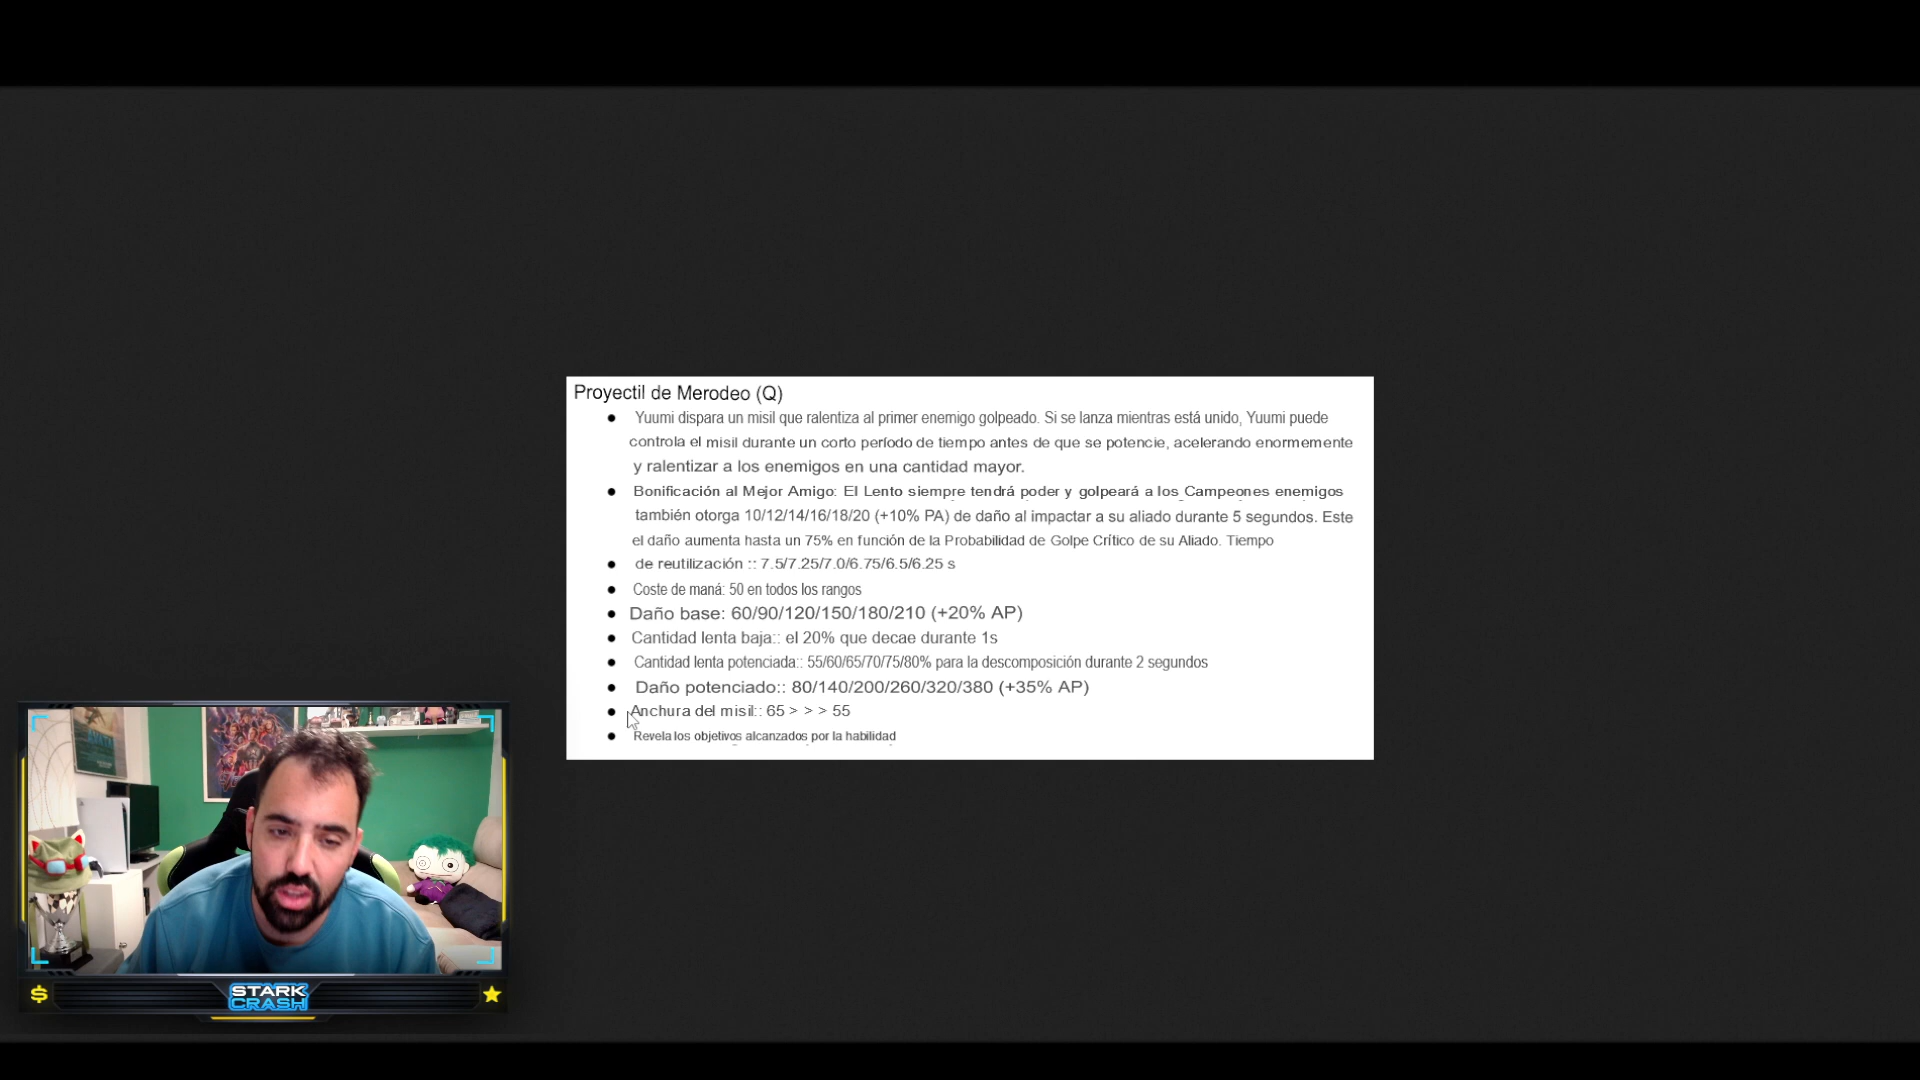 Proyectil de Merodeo (Q)
● Yuumi dispara un misil que ralentiza al primer enemigo golpeado. Si se lanza mientras está unido, Yuumi puede
controla el misil durante un corto período de tiempo antes de que se potencie, acelerando enormemente
y ralentizar a los enemigos en una cantidad mayor.
● Bonificación al Mejor Amigo: El Lento siempre tendrá poder y golpeará a los Campeones enemigos
también otorga 10/12/14/16/18/20 (+10% PA) de daño al impactar a su aliado durante 5 segundos. Este
el daño aumenta hasta un 75% en función de la Probabilidad de Golpe Crítico de su Aliado. Tiempo
● de reutilización :: 7.5/7.25/7.0/6.75/6.5/6.25 s
● Coste de maná: 50 en todos los rangos
● Daño base: 60/90/120/150/180/210 (+20% AP)
● Cantidad lenta baja:: el 20% que decae durante 1s
● Cantidad lenta potenciada:: 55/60/65/70/75/80% para la descomposición durante 2 segundos
● Daño potenciado:: 80/140/200/260/320/380 (+35% AP)
● Anchura del misil:: 65 > > > 55
● Revela los objetivos alcanzados por la habilidad
$
STARK
CRASH